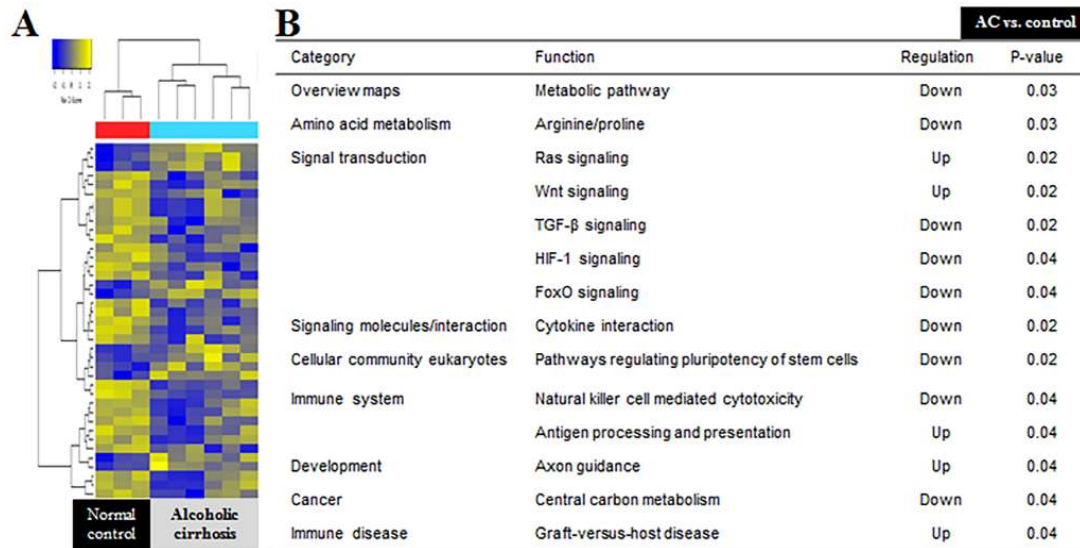 A
Normal
control
Alcoholic
cirrhosis
B
AC vs. control
Category Function Regulation P-value
Overview maps Metabolic pathway Down 0.03
Amino acid metabolism Arginine/proline Down 0.03
Signal transduction Ras signaling Up 0.02
Wnt signaling Up 0.02
TGF-β signaling Down 0.02
HIF-1 signaling Down 0.04
FoxO signaling Down 0.04
Signaling molecules/interaction Cytokine interaction Down 0.02
Cellular community eukaryotes Pathways regulating pluripotency of stem cells Down 0.02
Immune system Natural killer cell mediated cytotoxicity Down 0.04
Antigen processing and presentation Up 0.04
Development Axon guidance Up 0.04
Cancer Central carbon metabolism Down 0.04
Immune disease Graft-versus-host disease Up 0.04